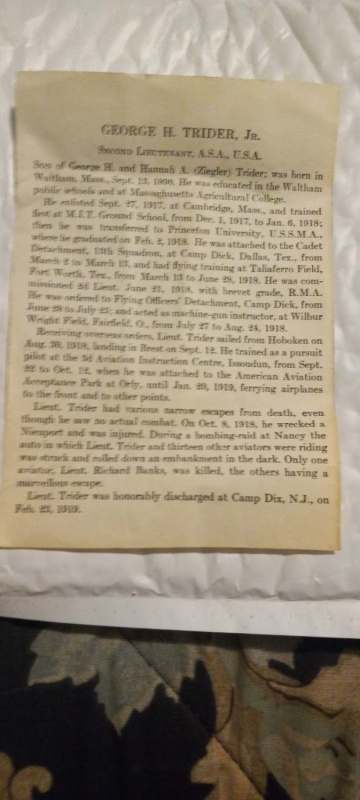 GEORGE H. TRIDER, JR.
SECOND LIEUTENANT, A.S.A., U.S.A.
Son of George H. and Hannah A. (Ziegler) Trider; was born in
Waltham, Mass., Sept. 13, 1890. He was educated in the Waltham
public schools and at Massachusetts Agricultural College.
He enlisted Sept. 27, 1917, at Cambridge, Mass., and trained
first at M.I.T. Ground School, from Dec. 1, 1917, to Jan. 6, 1918;
then he was transferred to Princeton University, U.S.S.M.A.,
where he graduated on Feb. 2, 1918. He was attached to the Cadet
Detachment, 13th Squadron, at Camp Dick, Dallas, Tex., from
March 2 to March 13, and had flying training at Taliaferro Field,
Fort Worth, Tex., from March 13 to June 28, 1918. He was com-
missioned 2d Lieut. June 21, 1918, with brevet grade, R.M.A.
He was ordered to Flying Officers' Detachment, Camp Dick, from
June 28 to July 25; and acted as machine-gun instructor, at Wilbur
Wright Field, Fairfield, O., from July 27 to Aug. 24, 1918.
Receiving overseas orders, Lieut. Trider sailed from Hoboken on
Aug. 30, 1918, landing in Brest on Sept. 12. He trained as a pursuit
pilot at the 3d Aviation Instruction Centre, Issoudun, from Sept.
22 to Oct. 12, when he was attached to the American Aviation
Acceptance Park at Orly, until Jan. 29, 1919, ferrying airplanes
to the front and to other points.
Lieut. Trider had various narrow escapes from death, even
though he saw no actual combat. On Oct. 8, 1918, he wrecked a
Nieuport and was injured. During a bombing-raid at Nancy the
auto in which Lieut. Trider and thirteen other aviators were riding
was struck and rolled down an embankment in the dark. Only one
aviator, Lieut. Richard Banks, was killed, the others having a
marvellous escape.
Lieut. Trider was honorably discharged at Camp Dix, N.J., on
Feb. 23, 1919.